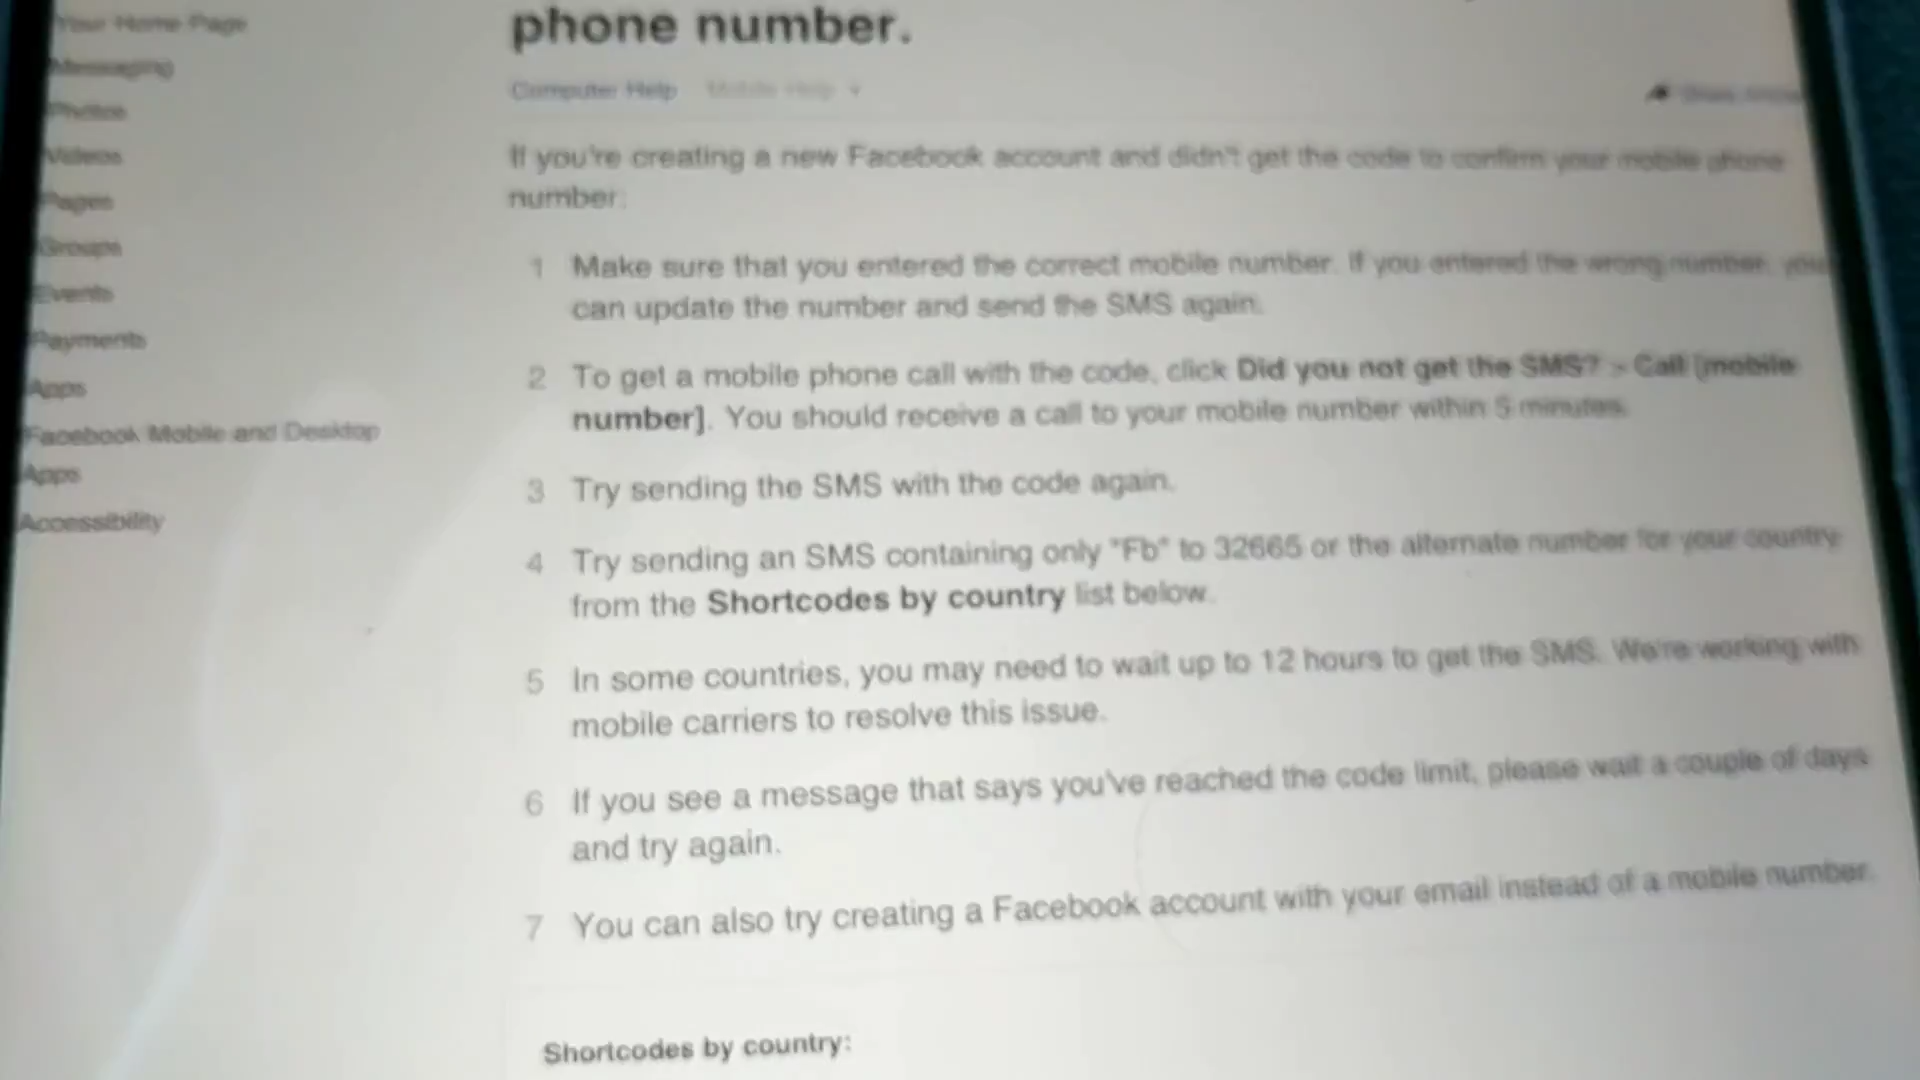 Your Home Page
Messaging
Photos
Videos
Pages
Groups
Events
Payments
Apps
Facebook Mobile and Desktop
Apps
Accessibility
phone number.
Computer Help Mobile Help
If you're creating a new Facebook account and didn't get the code to confirm your mobile phone
number:
1 Make sure that you entered the correct mobile number. If you entered the wrong number, you
can update the number and send the SMS again.
2 To get a mobile phone call with the code, click Did you not get the SMS? > Call [mobile
number]. You should receive a call to your mobile number within 5 minutes.
3 Try sending the SMS with the code again.
4 Try sending an SMS containing only "Fb" to 32665 or the alternate number for your country
from the Shortcodes by country list below.
5 In some countries, you may need to wait up to 12 hours to get the SMS. We're working with
mobile carriers to resolve this issue.
6 If you see a message that says you've reached the code limit, please wait a couple of days
and try again.
7 You can also try creating a Facebook account with your email instead of a mobile number.
Shortcodes by country: